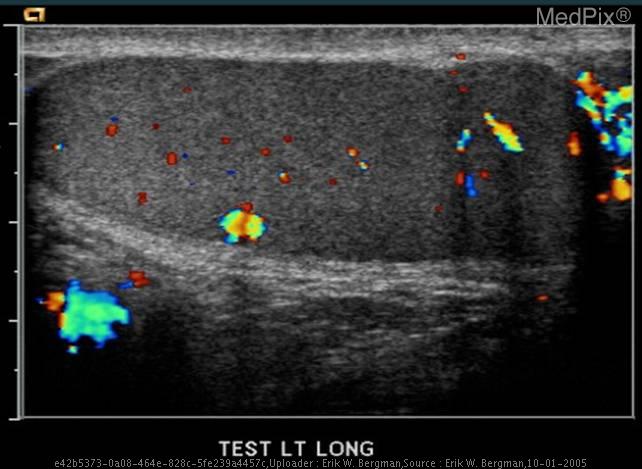 MedPix®
TEST LT LONG
e42b5373-0a08-464e-828c-5fe239a4457c,Uploader : Erik W. Bergman,Source : Erik W. Bergman,10-01-2005